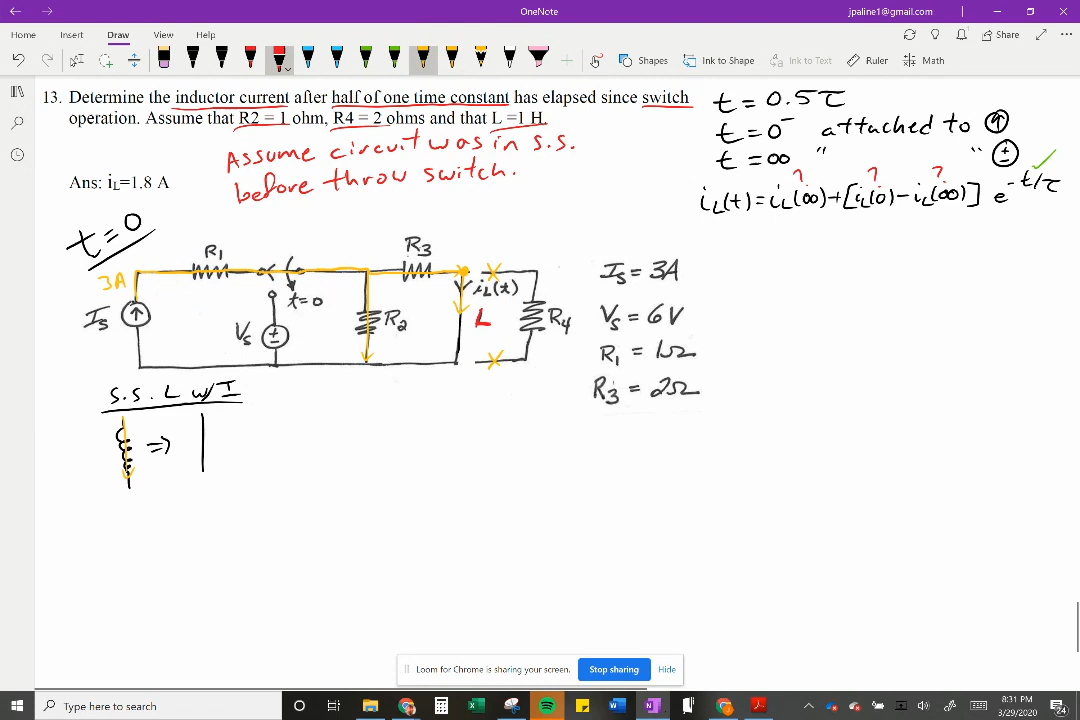 OneNote
jpaline1@gmail.com
Home Insert Draw View Help
Shapes Ink to Shape Ink to Text Ruler Math
Share
13. Determine the inductor current after half of one time constant has elapsed since switch
operation. Assume that R2 = 1 ohm, R4 = 2 ohms and that L =1 H.
Assume circuit was in s.s.
before throw switch.
Ans: iL=1.8 A
t = 0.5τ
t = 0⁻ attached to ↑
t = ∞ " " ±
? ? ? ✓
iL(t) = iL(∞) + [iL(0) - iL(∞)] e^-t/τ
t = 0
R1
R3
3A
Is
t=0
Vs
R2
iL(t)
L
R4
Is = 3A
Vs = 6V
R1 = 1Ω
R3 = 2Ω
S.S. L w/ I
⇒
Loom for Chrome is sharing your screen.
Stop sharing
Hide
Type here to search
8:31 PM
3/29/2020
24